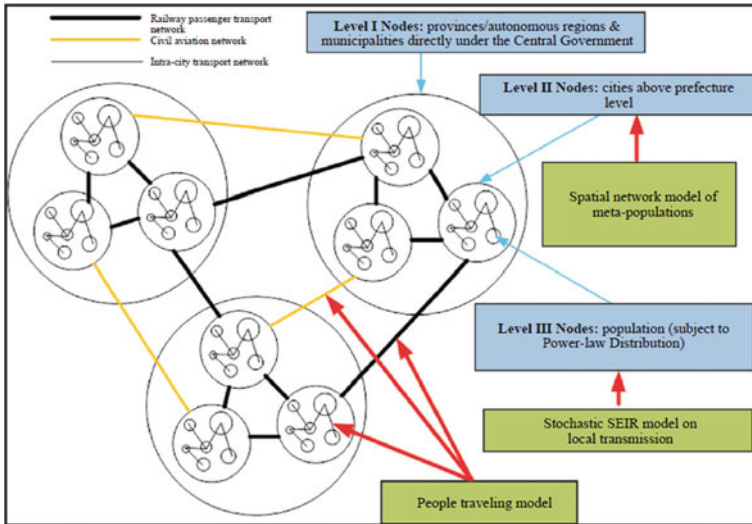 Railway passenger transport
network
Civil aviation network
Intra-city transport network
Level I Nodes: provinces/autonomous regions &
municipalities directly under the Central Government
Level II Nodes: cities above prefecture
level
Spatial network model of
meta-populations
Level III Nodes: population (subject to
Power-law Distribution)
Stochastic SEIR model on
local transmission
People traveling model